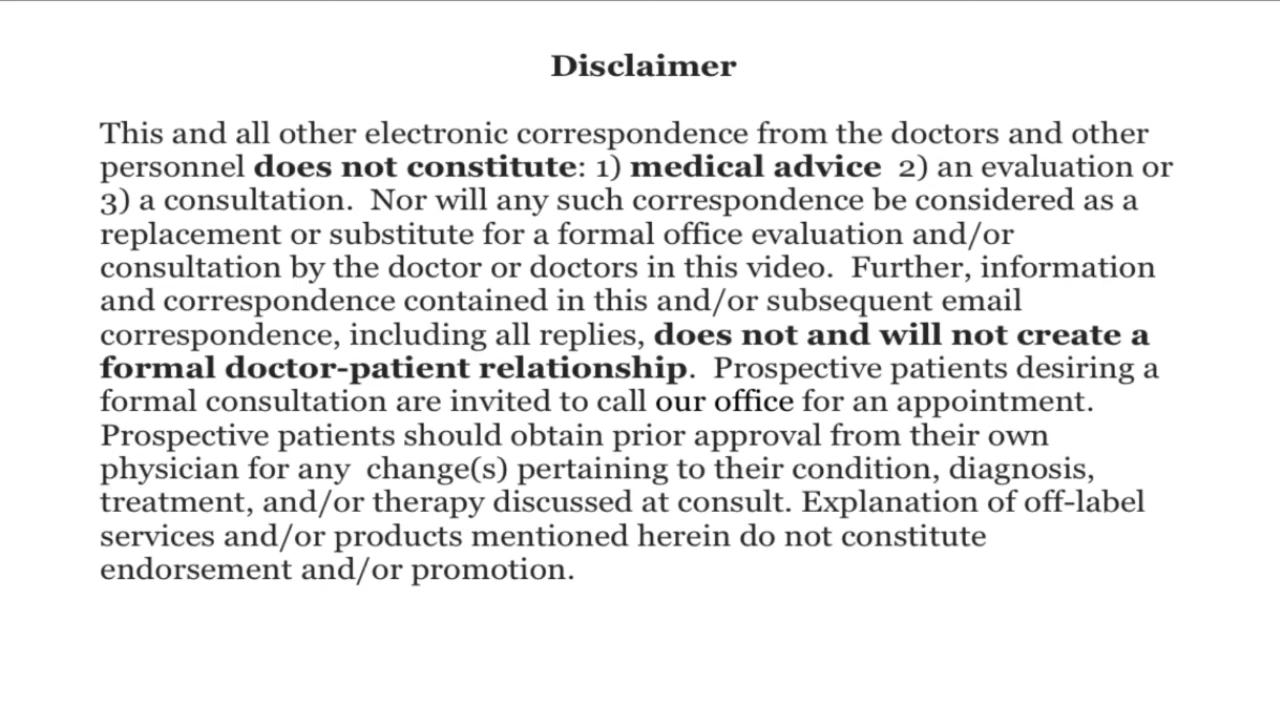 Disclaimer
This and all other electronic correspondence from the doctors and other
personnel does not constitute: 1) medical advice  2) an evaluation or
3) a consultation.  Nor will any such correspondence be considered as a
replacement or substitute for a formal office evaluation and/or
consultation by the doctor or doctors in this video.  Further, information
and correspondence contained in this and/or subsequent email
correspondence, including all replies, does not and will not create a
formal doctor-patient relationship.  Prospective patients desiring a
formal consultation are invited to call our office for an appointment.
Prospective patients should obtain prior approval from their own
physician for any  change(s) pertaining to their condition, diagnosis,
treatment, and/or therapy discussed at consult. Explanation of off-label
services and/or products mentioned herein do not constitute
endorsement and/or promotion.